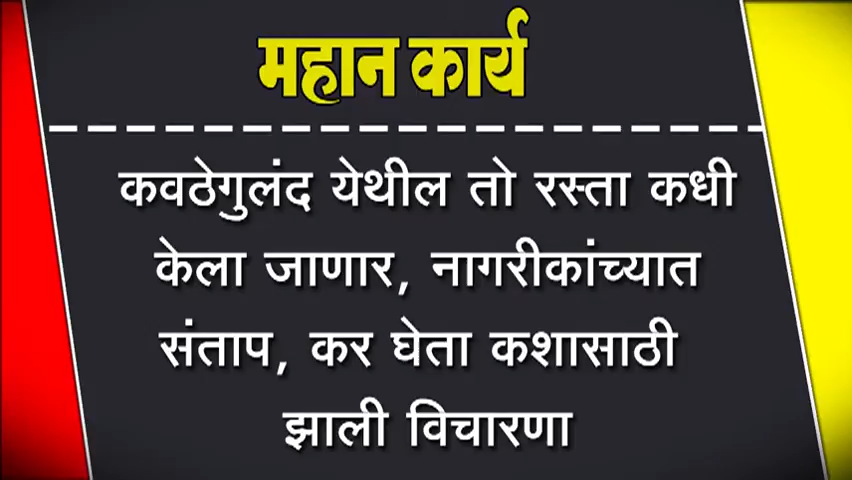 महान कार्य
कवठेगुलंद येथील तो रस्ता कधी
केला जाणार, नागरीकांच्यात
संताप, कर घेता कशासाठी
झाली विचारणा